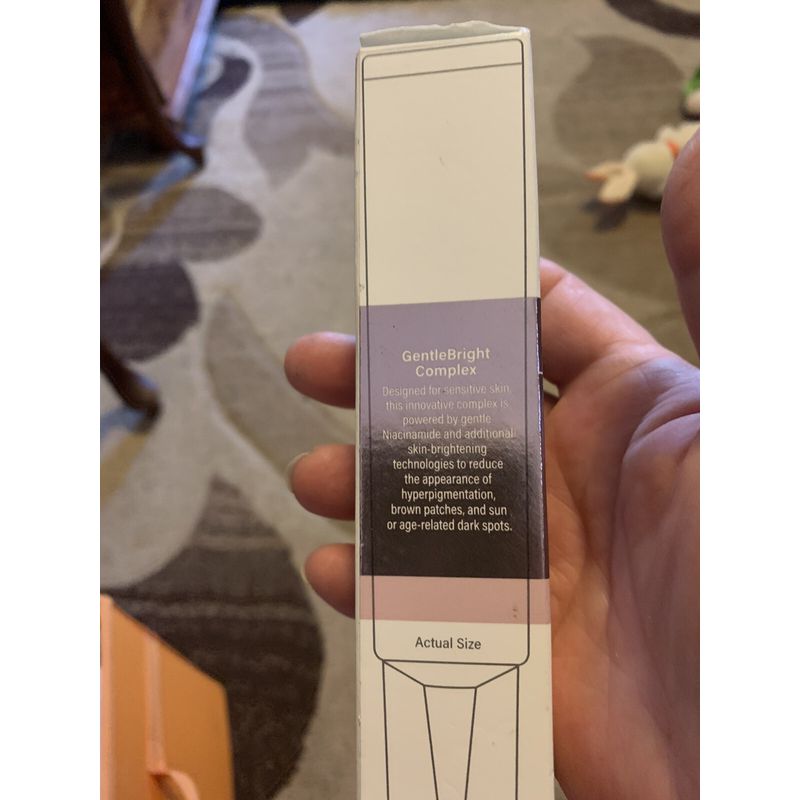 GentleBright
Complex
Designed for sensitive skin,
this innovative complex is
powered by gentle
Niacinamide and additional
skin-brightening
technologies to reduce
the appearance of
hyperpigmentation,
brown patches, and sun
or age-related dark spots.
Actual Size